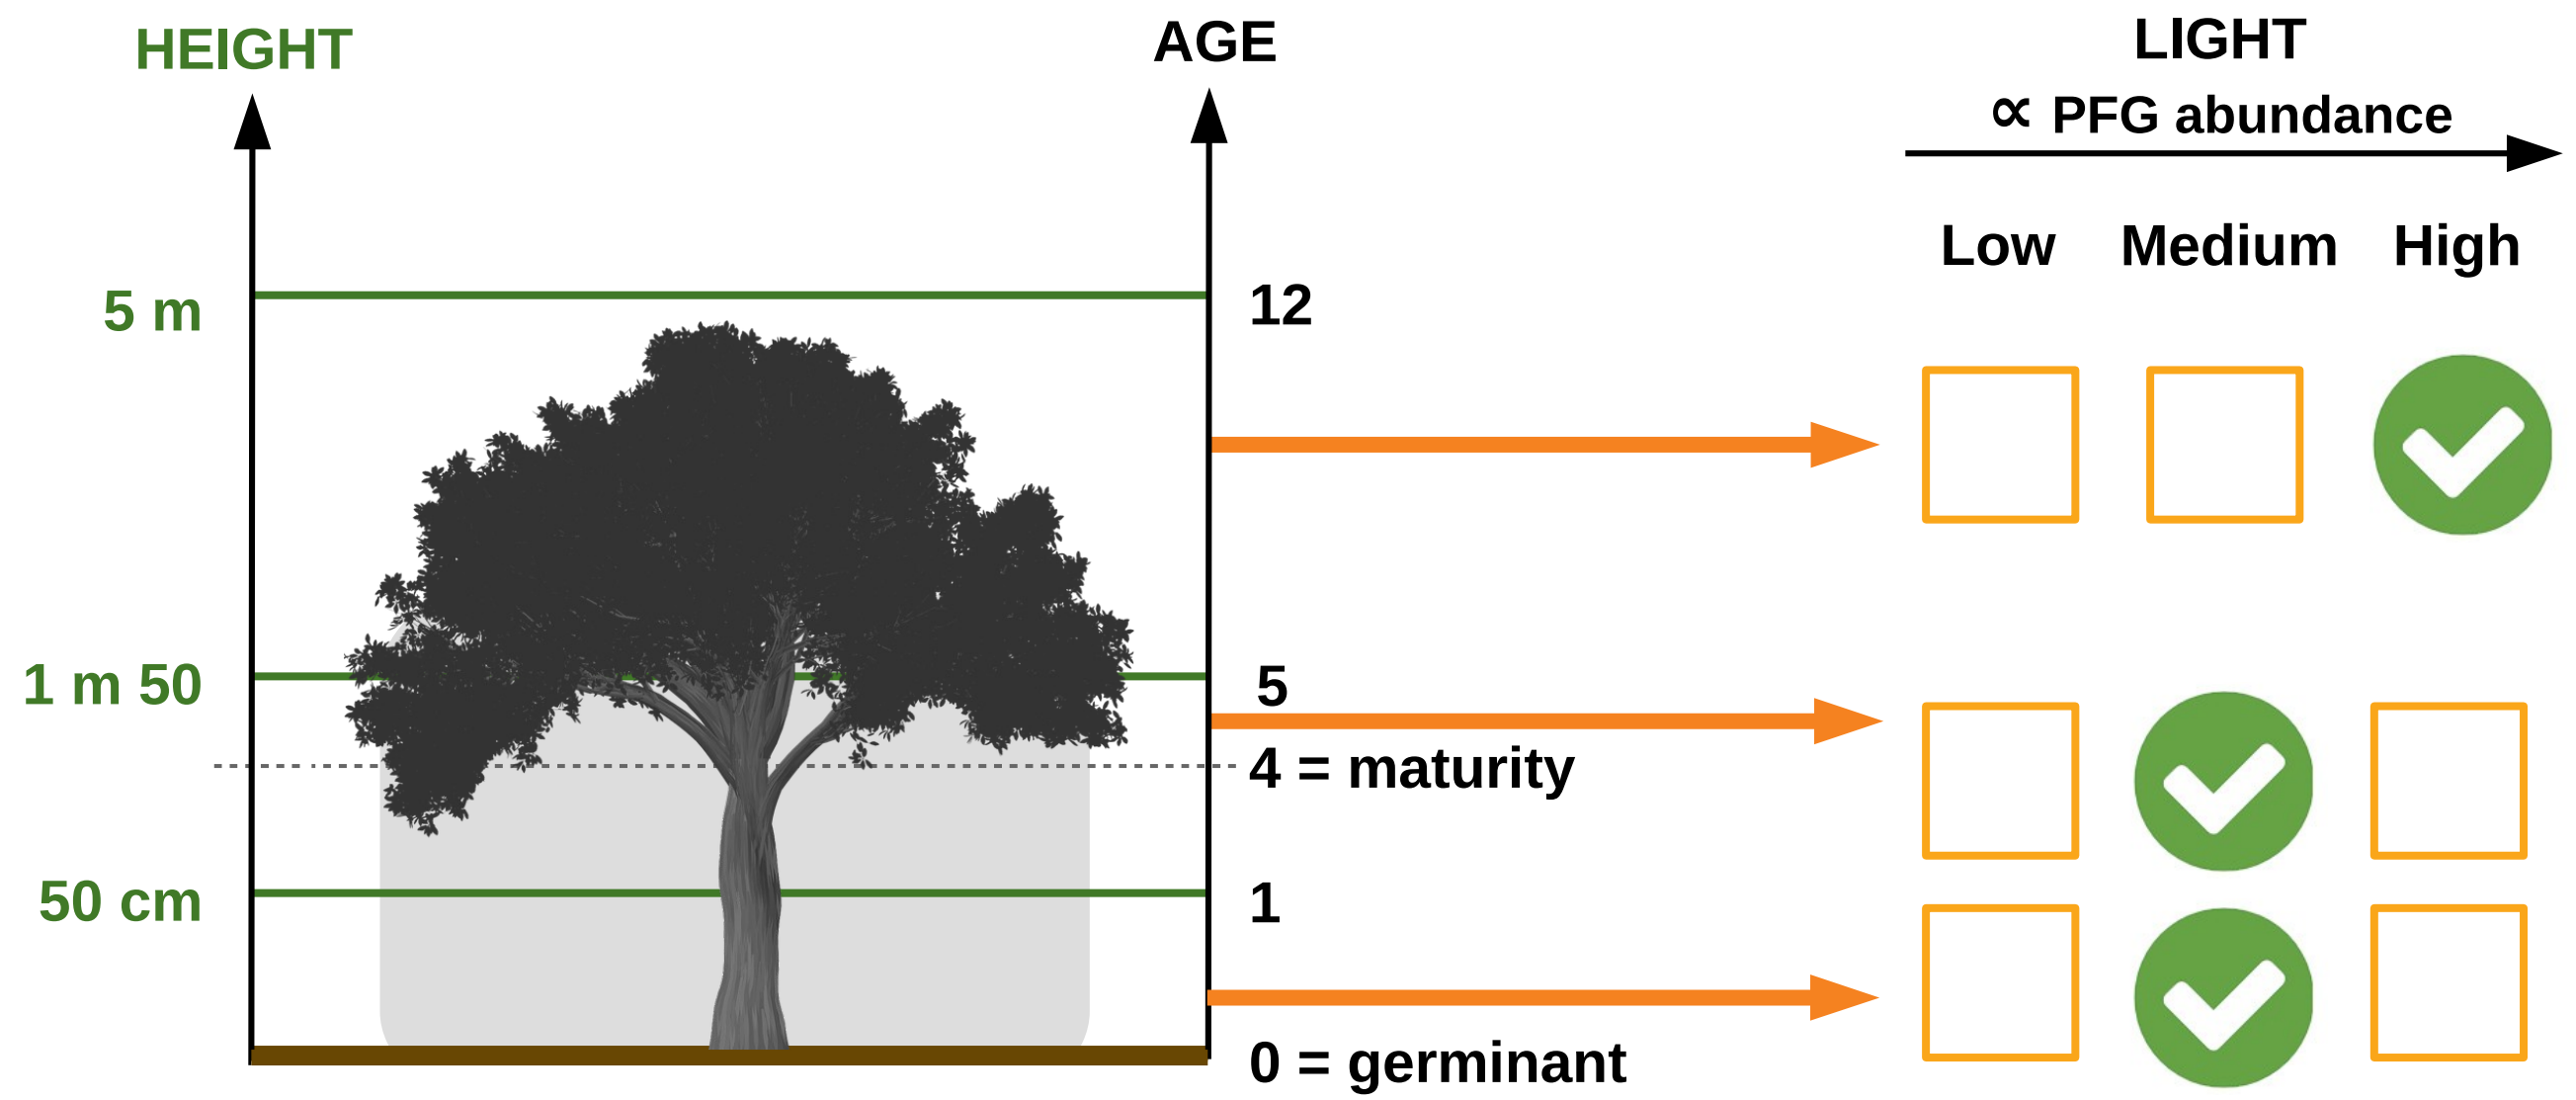 HEIGHT
AGE
LIGHT
∝ PFG abundance
Low Medium High
5 m
12
1 m 50
5
4 = maturity
50 cm
1
0 = germinant